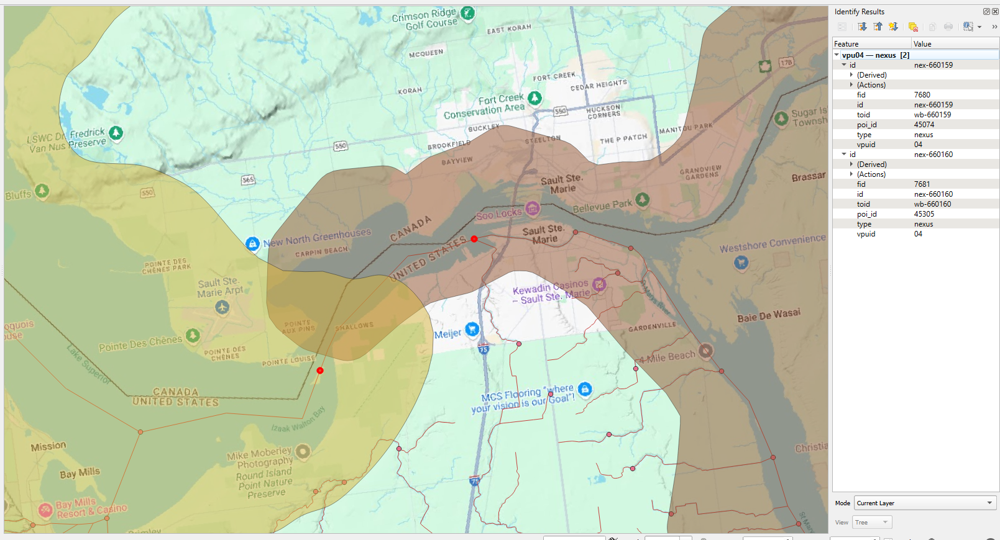 Crimson Ridge
Golf Course
EAST KORAH
MCQUEEN
FORT CREEK
CEDAR HEIGHTS
KORAH
Fort Creek
Conservation Area
550
HUCKSON
CORNERS
17B
Sugar Is
Townsh
LSWC Dr
Van Nus
Fredrick
Preserve
BUCKLEY
MANITOU PARK
THE P PATCH
STEELTON
BROOKFIELD
550
BAYVIEW
565
550
Bluffs
GRANDVIEW
GARDENS
Brassar
Sault Ste.
Marie
Bellevue Park
Soo Locks
CANADA
UNITED STATES
Sault Ste.
Marie
New North Greenhouses
CARPIN BEACH
Westshore Convenience
POINTE DES
CHÊNES PARK
Sault Ste.
Marie Arpt
Kewadin Casinos
– Sault Ste. Marie
St Marys River
Baie De Wasai
oquois
ouse
POINTE
AUX PINS
SHALLOWS
GARDENVILLE
Meijer
Pointe Des Chênes
POINTE DES
CHÊNES
POINTE LOUISE
75
4 Mile Beach
Lake Superior
CANADA
UNITED STATES
MCS Flooring "where
your vision is our Goal"!
Izaak Walton Bay
Mission
Mike Moberley
Photography
Round Island
Point Nature
Preserve
Christia
Bay Mills
75
Bay Mills
Resort & Casino
Brimley
St Mar
Identify Results
Feature Value
vpu04 — nexus [2]
id nex-660159
(Derived)
(Actions)
fid 7680
id nex-660159
toid wb-660159
poi_id 45074
type nexus
vpuid 04
id nex-660160
(Derived)
(Actions)
fid 7681
id nex-660160
toid wb-660160
poi_id 45305
type nexus
vpuid 04
Mode Current Layer
View Tree